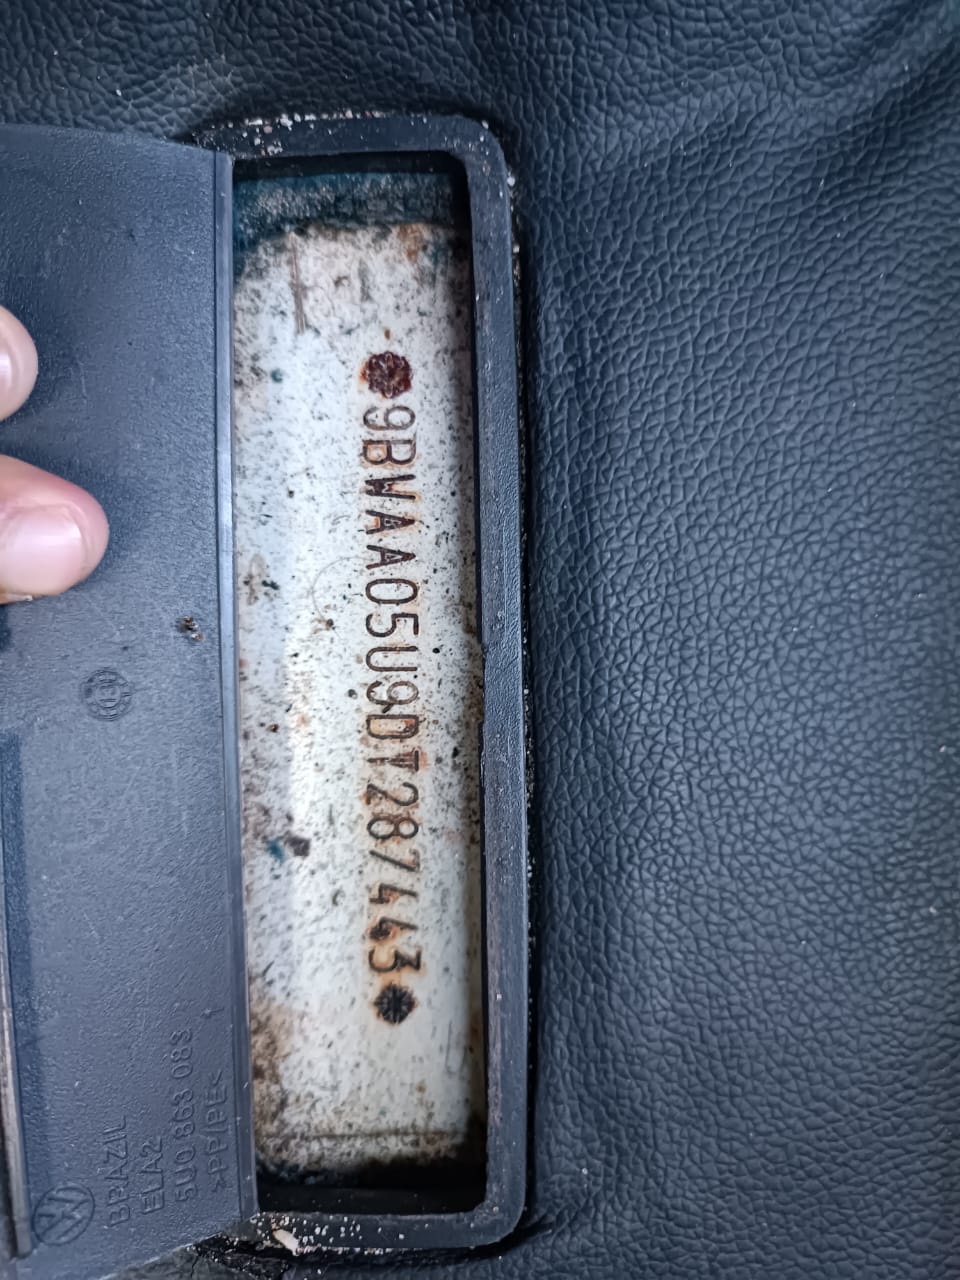 9BWAA05U9DT287443
BRAZIL
ELA2
5U0 863 083
>PP/PE<